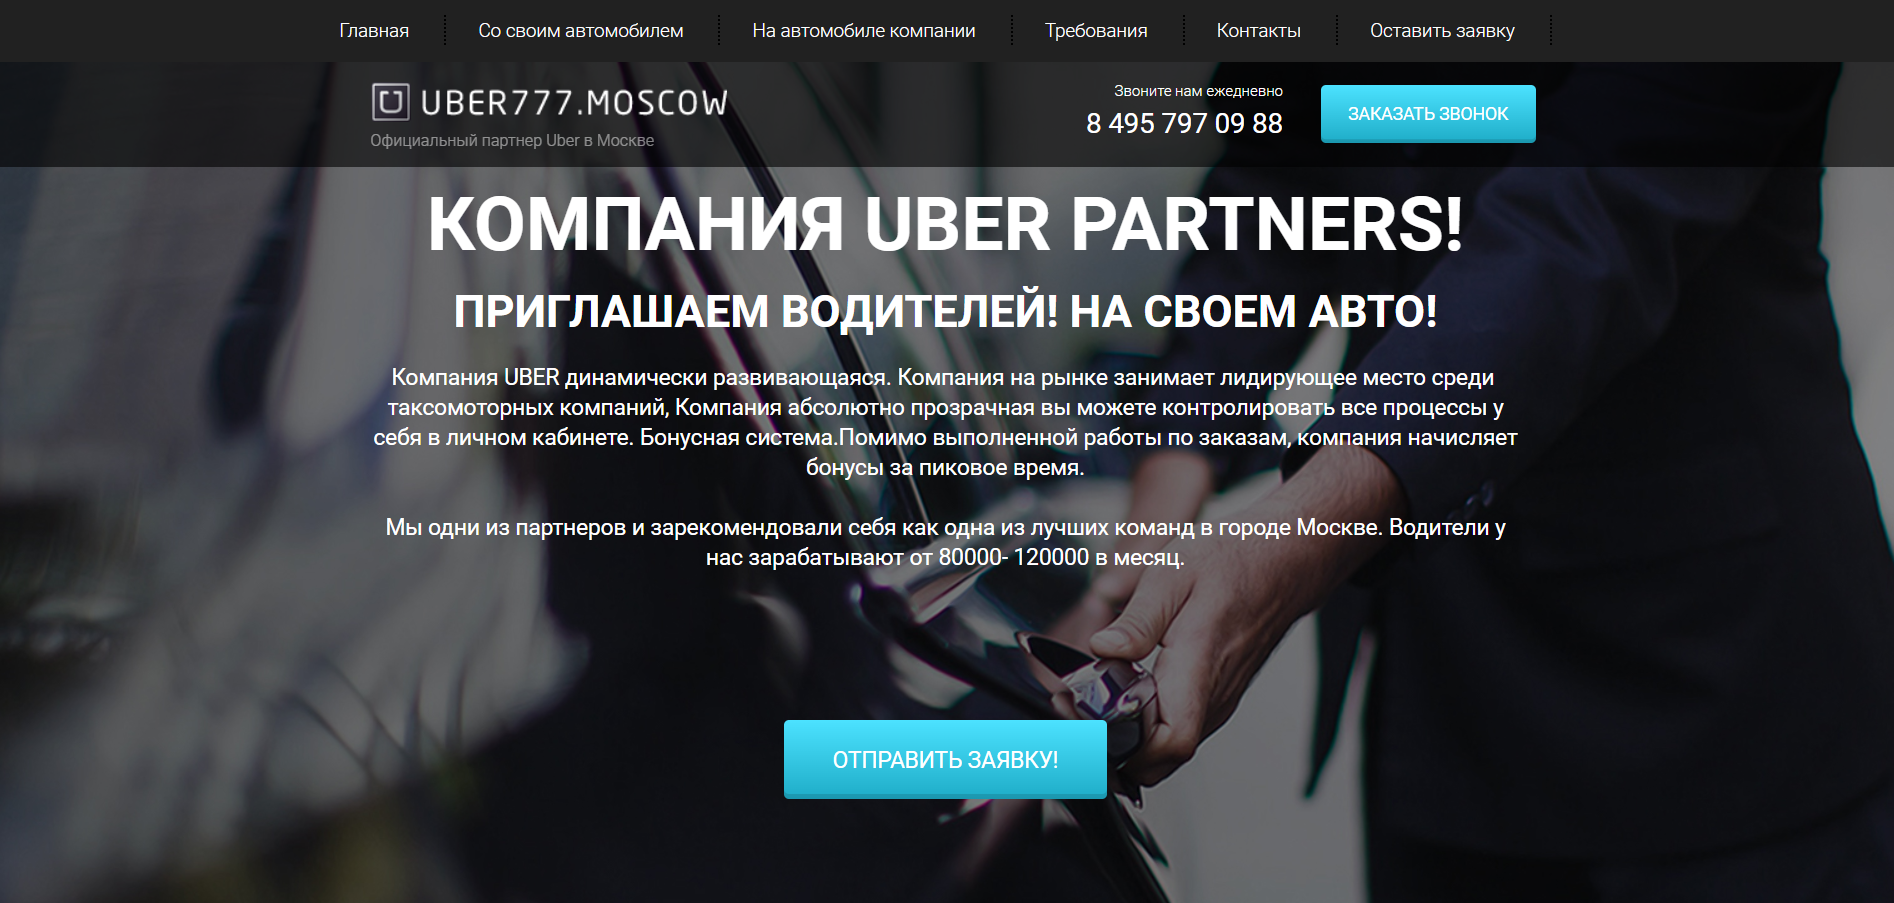 Главная
Со своим автомобилем
На автомобиле компании
Требования
Контакты
Оставить заявку
UBER777.MOSCOW
Официальный партнер Uber в Москве
Звоните нам ежедневно
8 495 797 09 88
ЗАКАЗАТЬ ЗВОНОК
КОМПАНИЯ UBER PARTNERS!
ПРИГЛАШАЕМ ВОДИТЕЛЕЙ! НА СВОЕМ АВТО!
Компания UBER динамически развивающаяся. Компания на рынке занимает лидирующее место среди
таксомоторных компаний, Компания абсолютно прозрачная вы можете контролировать все процессы у
себя в личном кабинете. Бонусная система.Помимо выполненной работы по заказам, компания начисляет
бонусы за пиковое время.
Мы одни из партнеров и зарекомендовали себя как одна из лучших команд в городе Москве. Водители у
нас зарабатывают от 80000- 120000 в месяц.
ОТПРАВИТЬ ЗАЯВКУ!